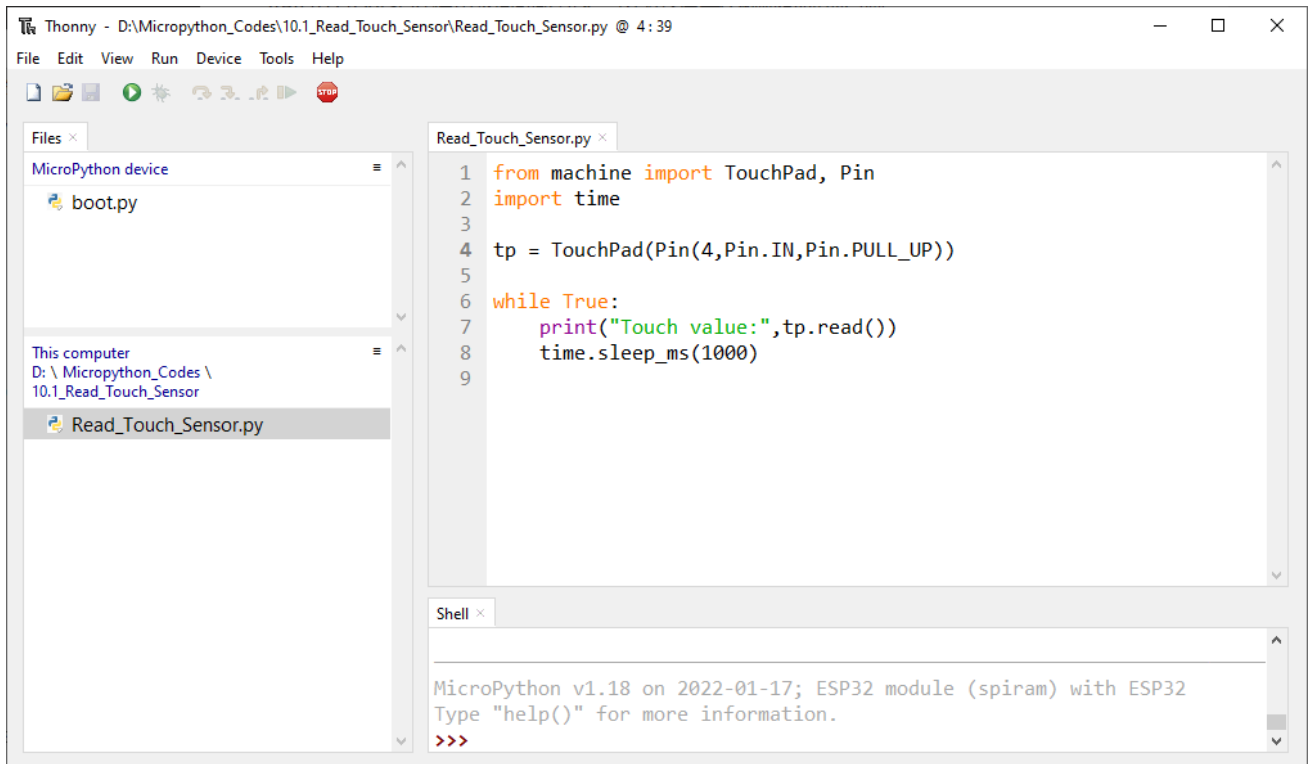 Thonny - D:\Micropython_Codes\10.1_Read_Touch_Sensor\Read_Touch_Sensor.py @ 4:39
File Edit View Run Device Tools Help
STOP
Files
MicroPython device
boot.py
This computer
D: \ Micropython_Codes \
10.1_Read_Touch_Sensor
Read_Touch_Sensor.py
Read_Touch_Sensor.py
1 from machine import TouchPad, Pin
2 import time
3
4 tp = TouchPad(Pin(4,Pin.IN,Pin.PULL_UP))
5
6 while True:
7     print("Touch value:",tp.read())
8     time.sleep_ms(1000)
9
Shell
MicroPython v1.18 on 2022-01-17; ESP32 module (spiram) with ESP32
Type "help()" for more information.
>>>